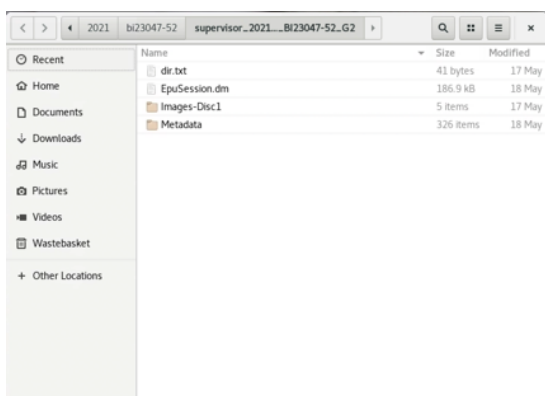 2021 bi23047-52 supervisor_2021..._BI23047-52_G2
Recent
Home
Documents
Downloads
Music
Pictures
Videos
Wastebasket
+ Other Locations
Name Size Modified
dir.txt 41 bytes 17 May
EpuSession.dm 186.9 kB 18 May
Images-Disc1 5 items 17 May
Metadata 326 items 18 May